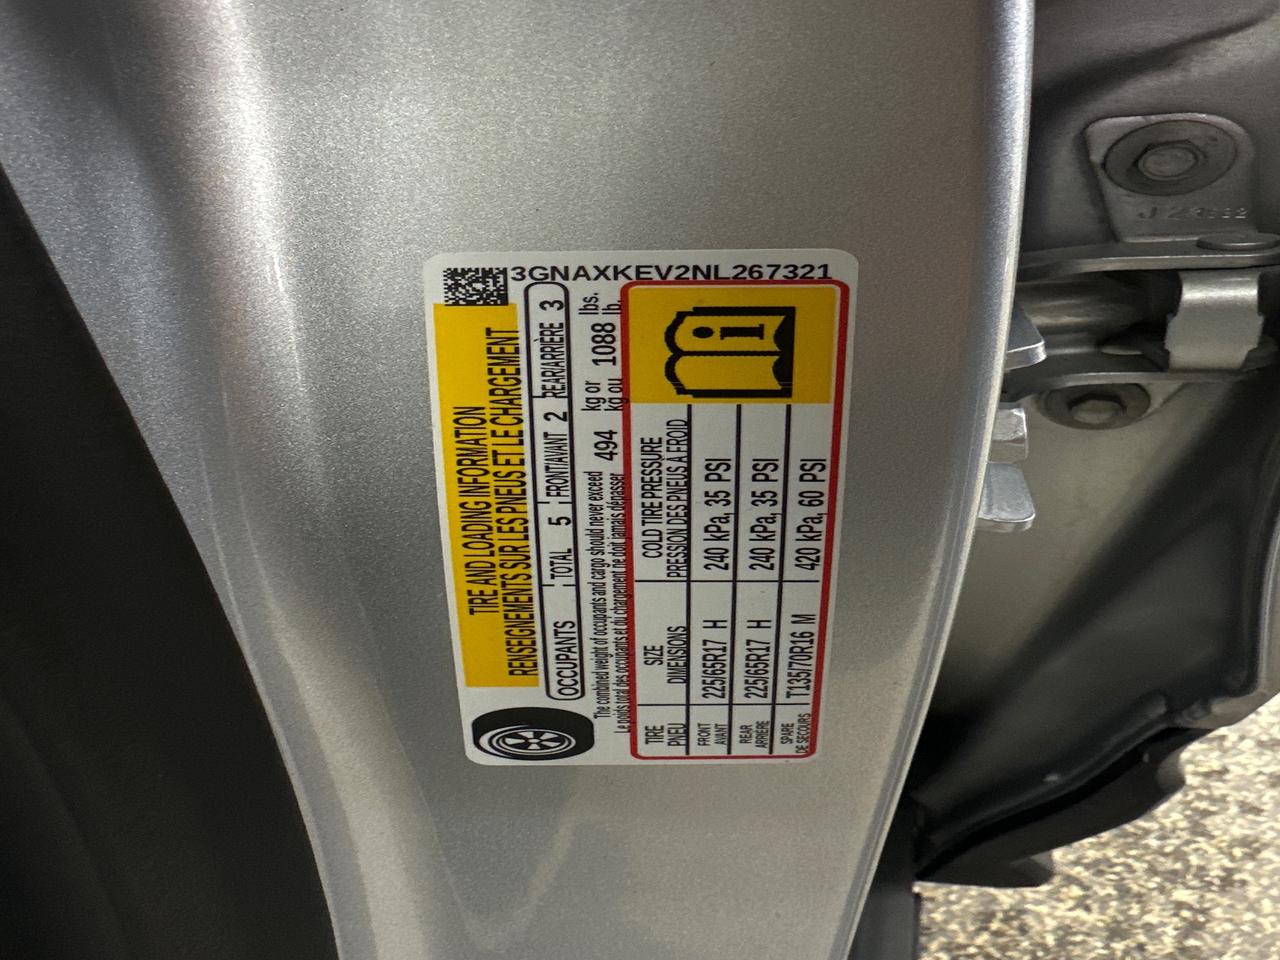 3GNAXKEV2NL267321
TIRE AND LOADING INFORMATION
RENSEIGNEMENTS SUR LES PNEUS ET LE CHARGEMENT
OCCUPANTS TOTAL 5 FRONT/AVANT 2 REAR/ARRIÈRE 3
The combined weight of occupants and cargo should never exceed 494 kg or 1088 lbs.
Le poids total des occupants et du chargement ne doit jamais dépasser kg ou lb.
TIRE SIZE COLD TIRE PRESSURE
PNEU DIMENSIONS PRESSION DES PNEUS À FROID
FRONT
AVANT 225/65R17 H 240 kPa, 35 PSI
REAR
ARRIÈRE 225/65R17 H 240 kPa, 35 PSI
SPARE
DE SECOURS T135/70R16 M 420 kPa, 60 PSI